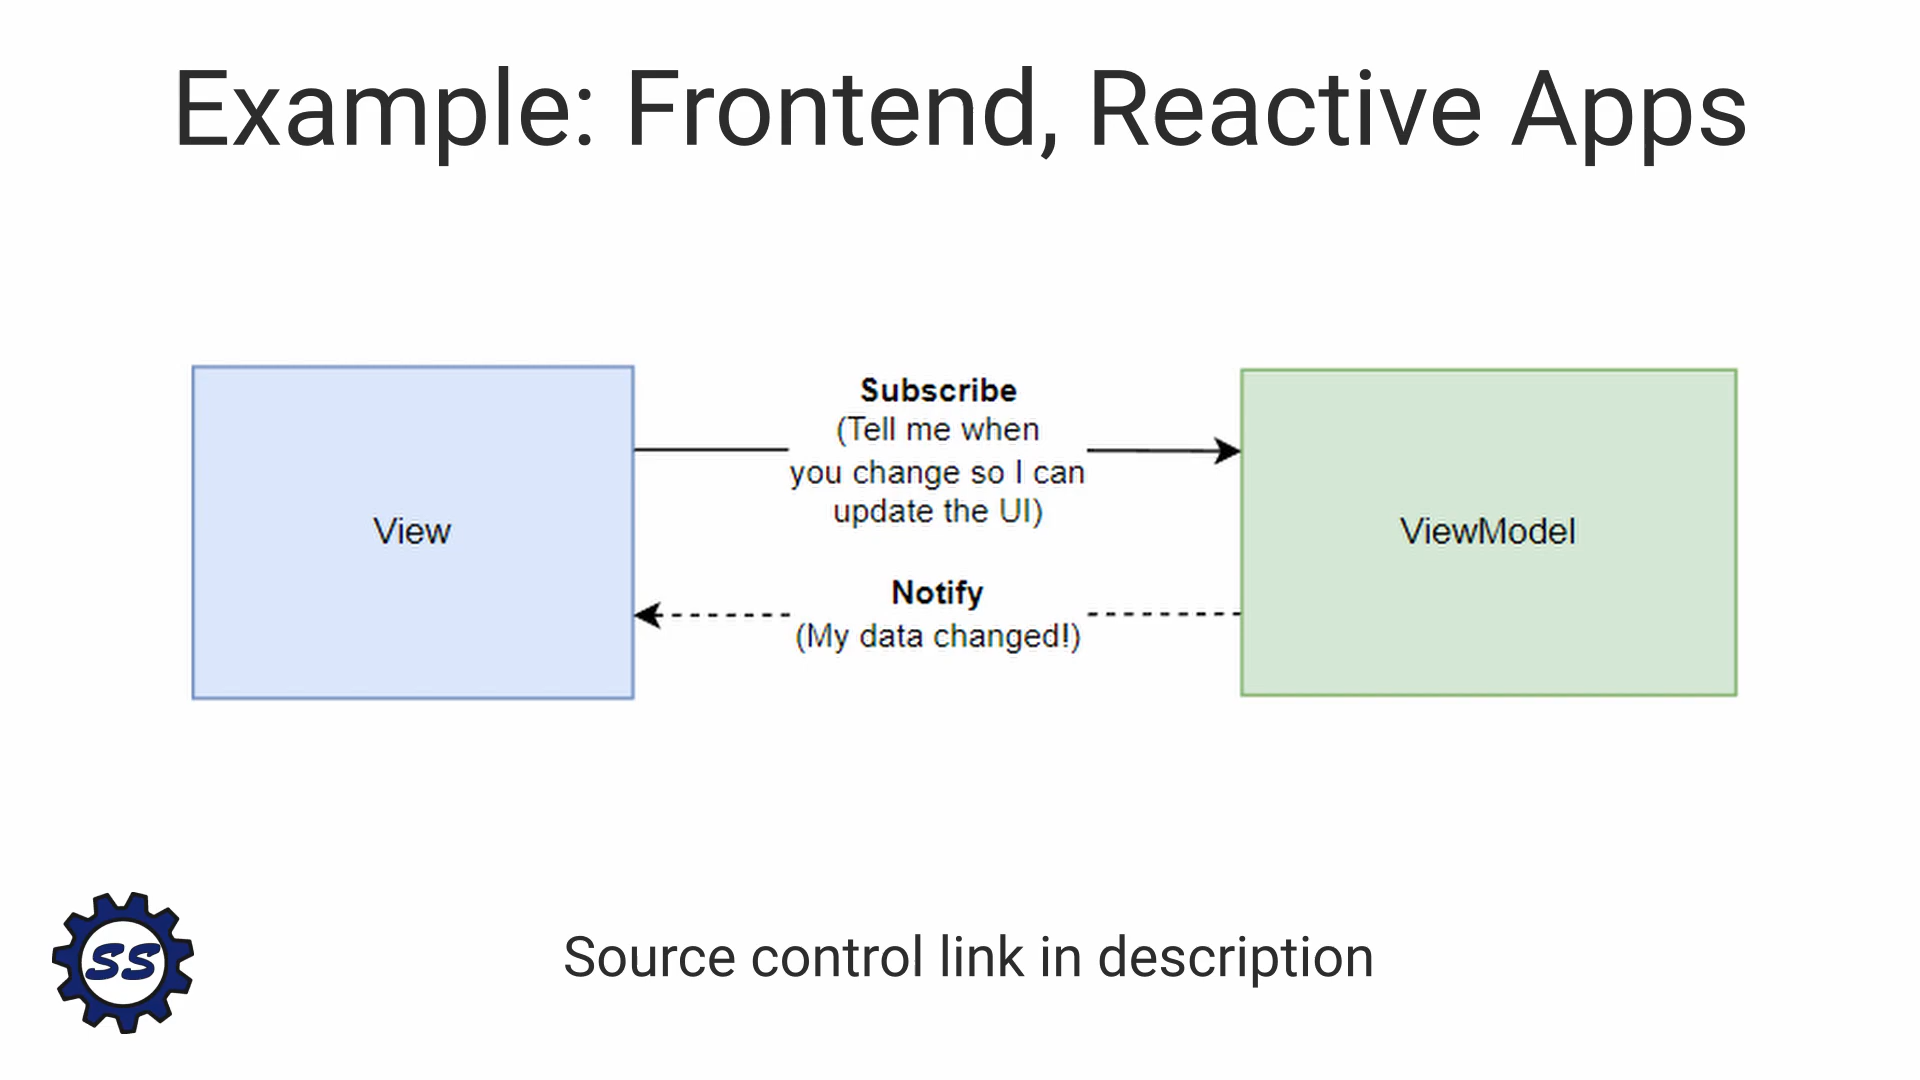 Example: Frontend, Reactive Apps
Subscribe
(Tell me when
you change so I can
update the UI)
View
ViewModel
Notify
(My data changed!)
SS
Source control link in description